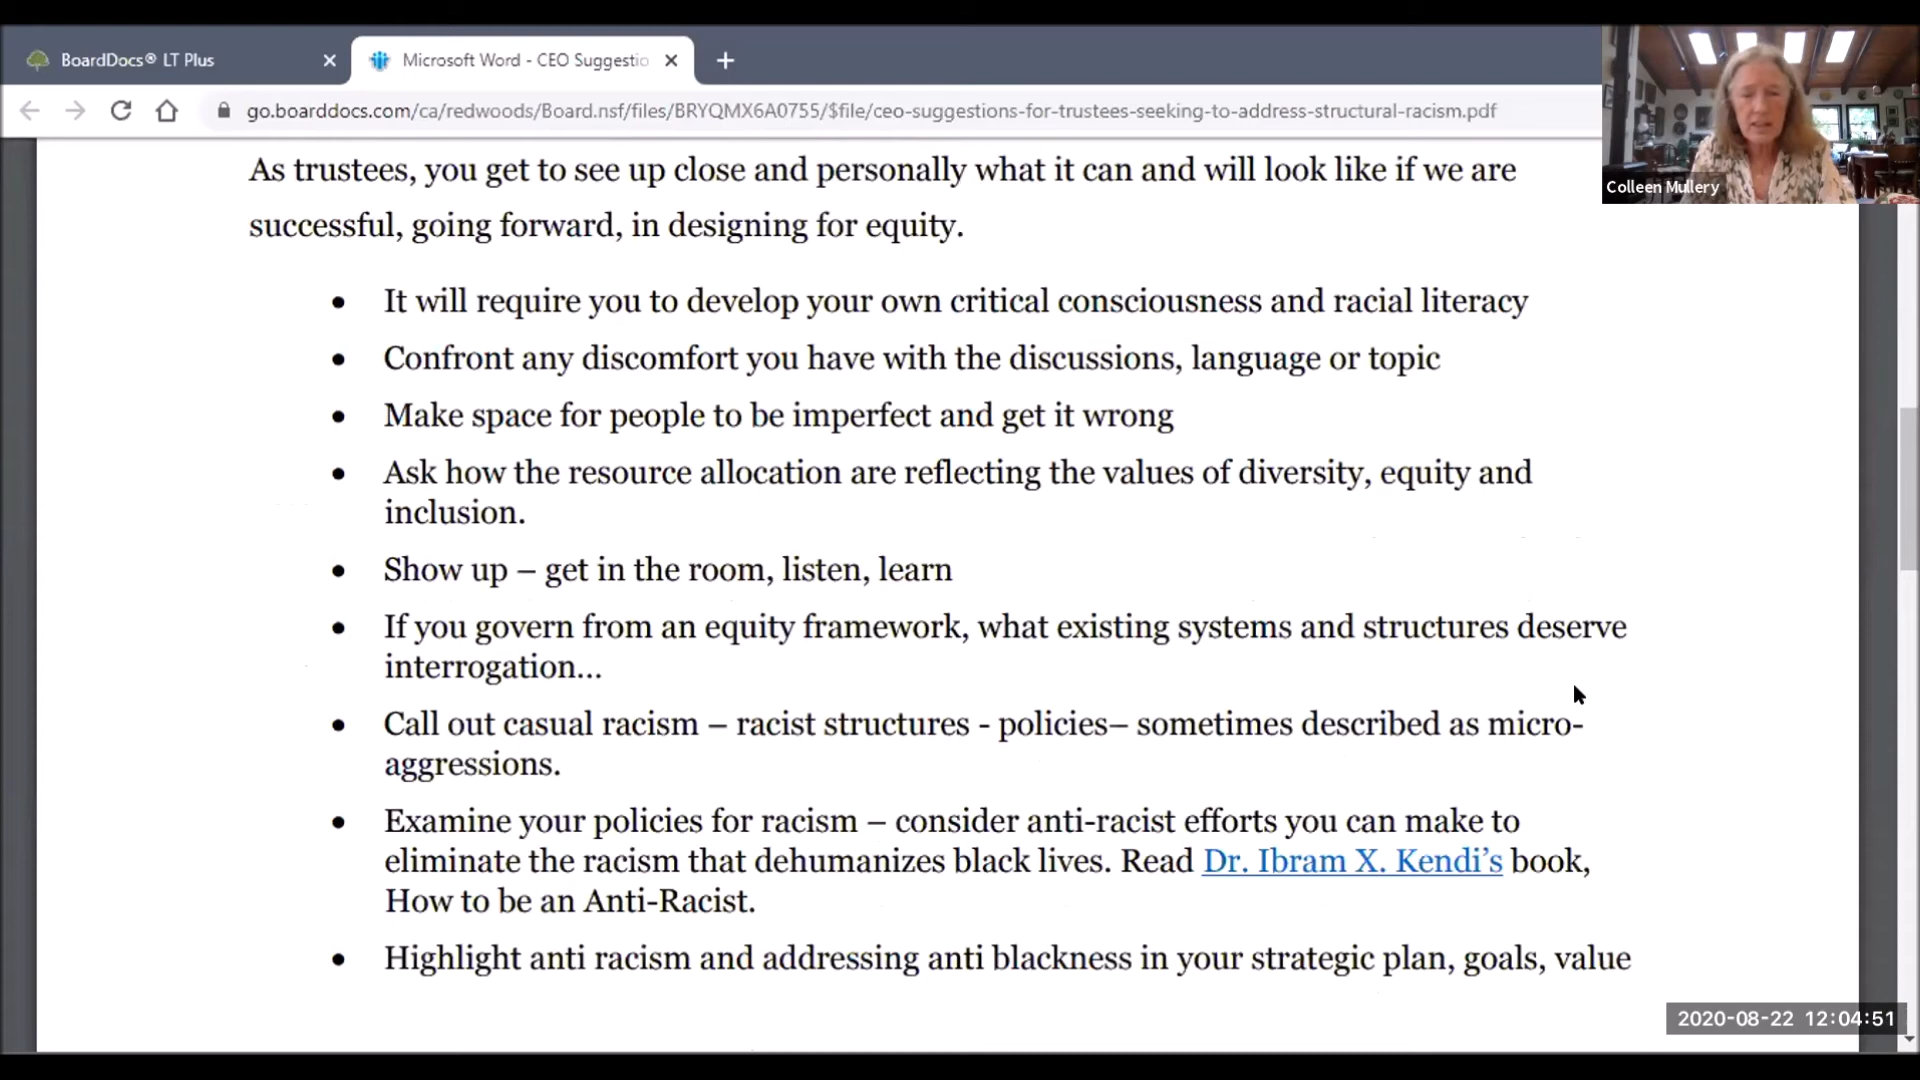 BoardDocs® LT Plus
Microsoft Word - CEO Suggestio
go.boarddocs.com/ca/redwoods/Board.nsf/files/BRYQMX6A0755/$file/ceo-suggestions-for-trustees-seeking-to-address-structural-racism.pdf
Colleen Mullery
As trustees, you get to see up close and personally what it can and will look like if we are
successful, going forward, in designing for equity.
• It will require you to develop your own critical consciousness and racial literacy
• Confront any discomfort you have with the discussions, language or topic
• Make space for people to be imperfect and get it wrong
• Ask how the resource allocation are reflecting the values of diversity, equity and
inclusion.
• Show up – get in the room, listen, learn
• If you govern from an equity framework, what existing systems and structures deserve
interrogation...
• Call out casual racism – racist structures - policies– sometimes described as micro-
aggressions.
• Examine your policies for racism – consider anti-racist efforts you can make to
eliminate the racism that dehumanizes black lives. Read Dr. Ibram X. Kendi’s book,
How to be an Anti-Racist.
• Highlight anti racism and addressing anti blackness in your strategic plan, goals, value
2020-08-22 12:04:51